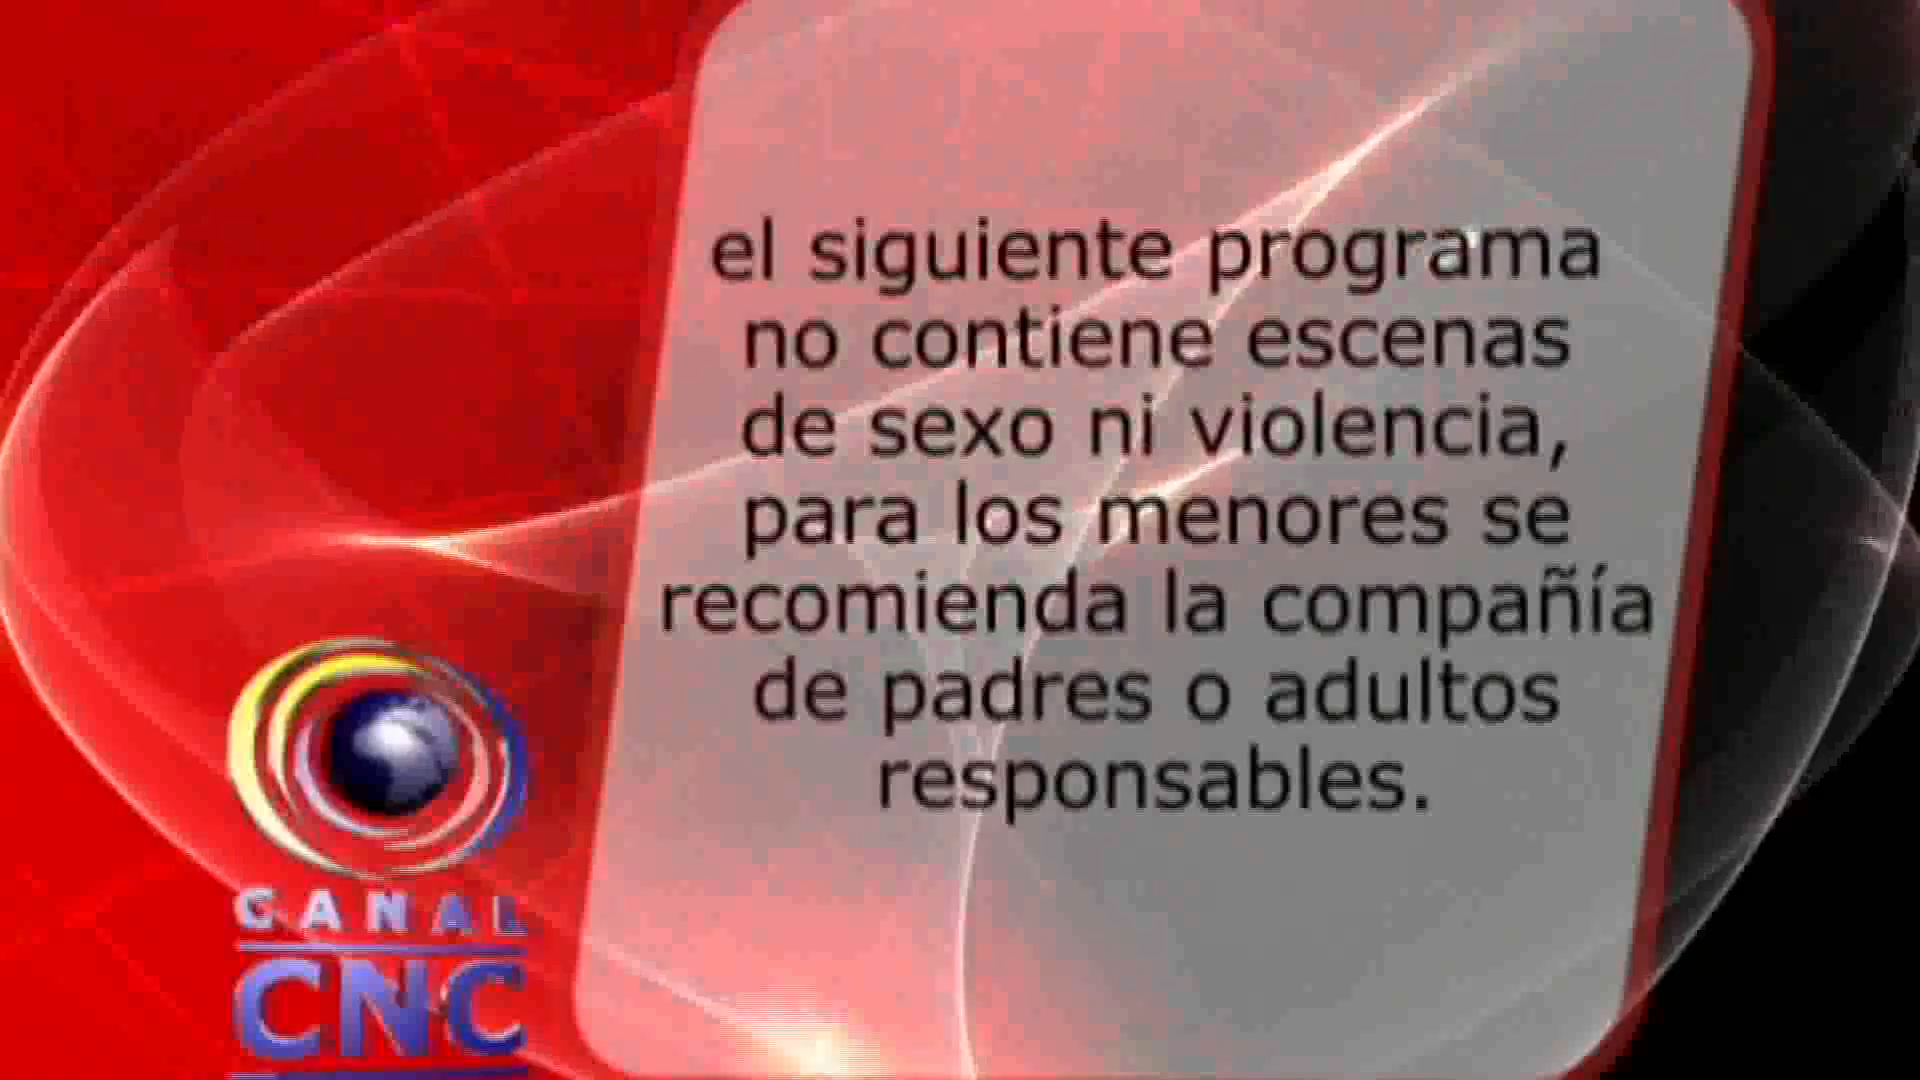 el siguiente programa
no contiene escenas
de sexo ni violencia,
para los menores se
recomienda la compañía
de padres o adultos
responsables.
CANAL
CNC